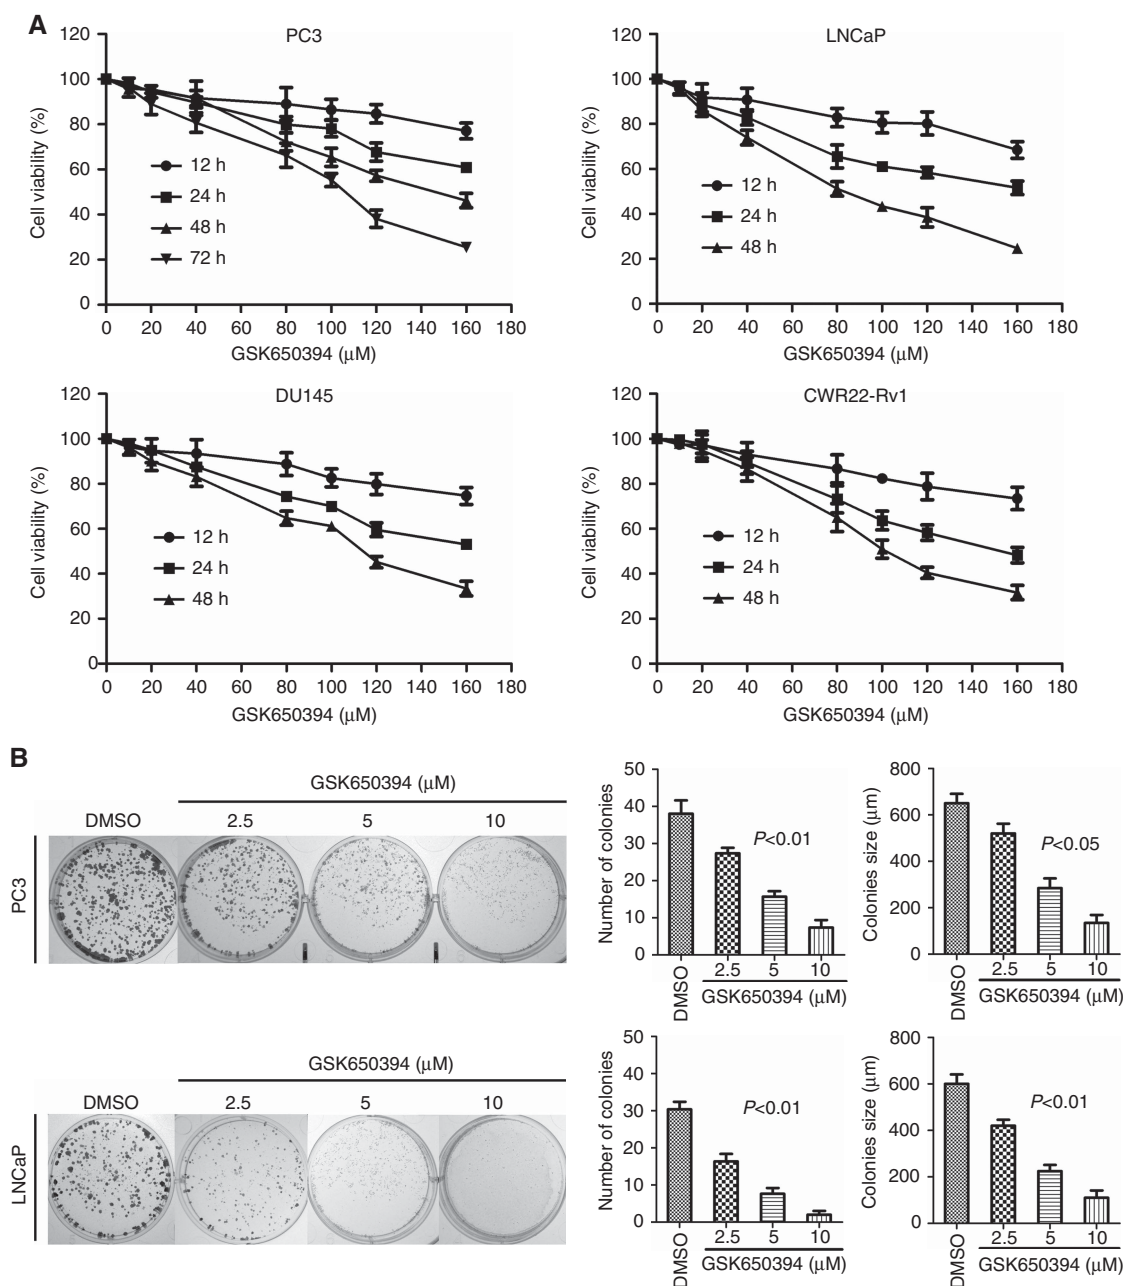 A
PC3
120
100
80
60
40
20
0
Cell viability (%)
12 h
24 h
48 h
72 h
0 20 40 60 80 100 120 140 160 180
GSK650394 (μM)
LNCaP
120
100
80
60
40
20
0
Cell viability (%)
12 h
24 h
48 h
0 20 40 60 80 100 120 140 160 180
GSK650394 (μM)
DU145
120
100
80
60
40
20
0
Cell viability (%)
12 h
24 h
48 h
0 20 40 60 80 100 120 140 160 180
GSK650394 (μM)
CWR22-Rv1
120
100
80
60
40
20
0
Cell viability (%)
12 h
24 h
48 h
0 20 40 60 80 100 120 140 160 180
GSK650394 (μM)
B
GSK650394 (μM)
DMSO 2.5 5 10
PC3
50
40
30
20
10
0
Number of colonies
P<0.01
DMSO 2.5 5 10
GSK650394 (μM)
800
600
400
200
0
Colonies size (μm)
P<0.05
DMSO 2.5 5 10
GSK650394 (μM)
GSK650394 (μM)
DMSO 2.5 5 10
LNCaP
50
40
30
20
10
0
Number of colonies
P<0.01
DMSO 2.5 5 10
GSK650394 (μM)
800
600
400
200
0
Colonies size (μm)
P<0.01
DMSO 2.5 5 10
GSK650394 (μM)